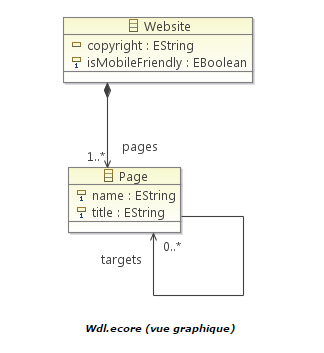 Website
copyright : EString
isMobileFriendly : EBoolean
pages
1..*
Page
name : EString
title : EString
targets
0..*
Wdl.ecore (vue graphique)